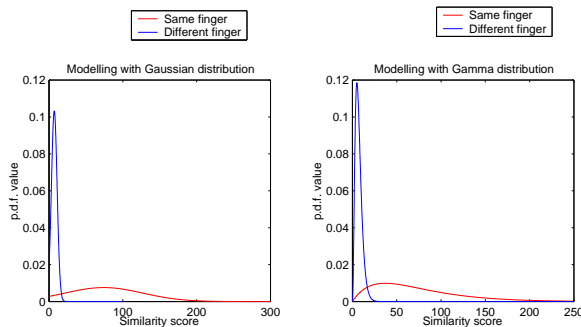 Same finger
Different finger
Modelling with Gaussian distribution
0.12
0.1
0.08
0.06
0.04
0.02
0
p.d.f. value
0 100 200 300
Similarity score
Same finger
Different finger
Modelling with Gamma distribution
0.12
0.1
0.08
0.06
0.04
0.02
0
p.d.f. value
0 50 100 150 200 250
Similarity score